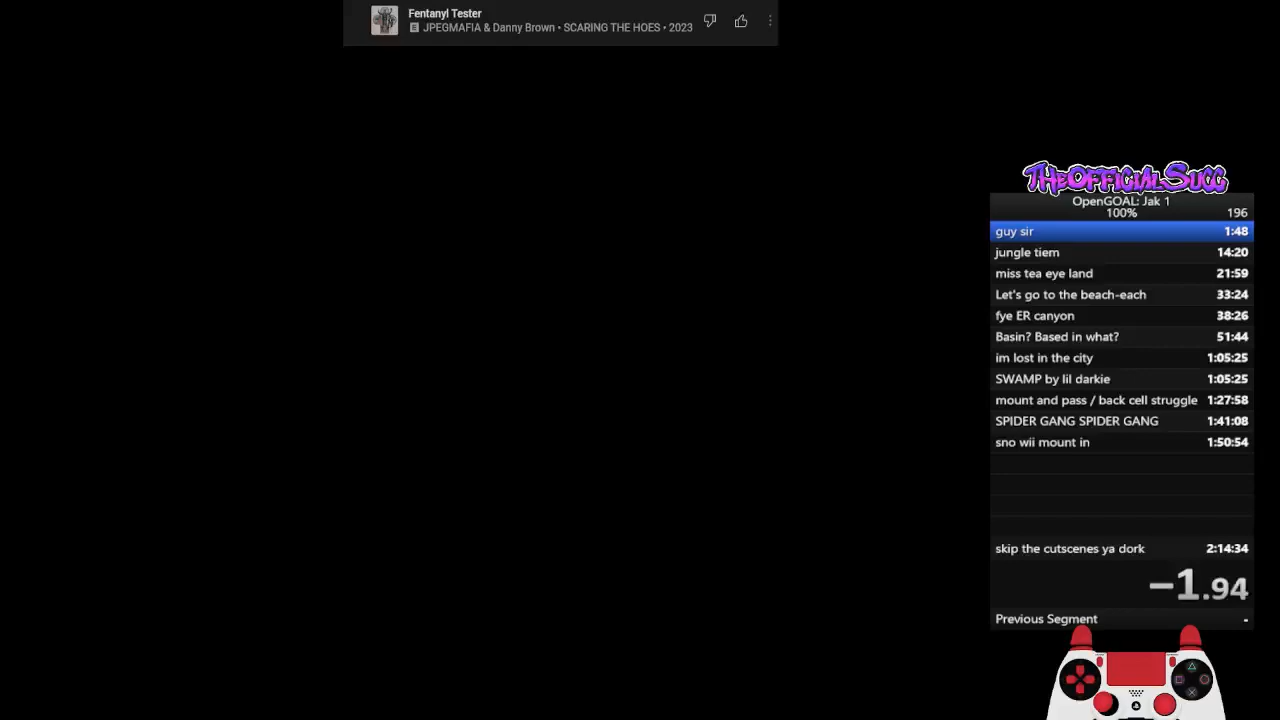 Fentanyl Tester
E JPEGMAFIA & Danny Brown • SCARING THE HOES • 2023
THEOFFICIALSUCC
OpenGOAL: Jak 1
100% 196
guy sir 1:48
jungle tiem 14:20
miss tea eye land 21:59
Let's go to the beach-each 33:24
fye ER canyon 38:26
Basin? Based in what? 51:44
im lost in the city 1:05:25
SWAMP by lil darkie 1:05:25
mount and pass / back cell struggle 1:27:58
SPIDER GANG SPIDER GANG 1:41:08
sno wii mount in 1:50:54
skip the cutscenes ya dork 2:14:34
−1.94
Previous Segment -